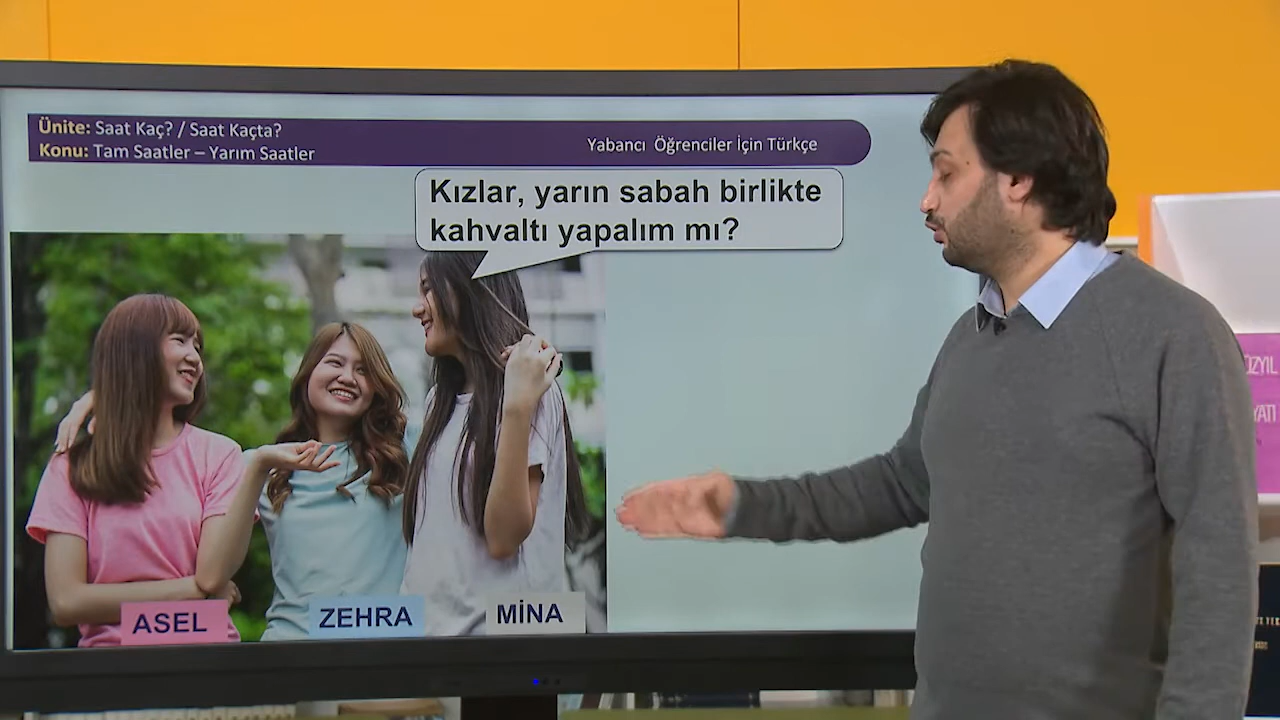 Ünite: Saat Kaç? / Saat Kaçta?
Konu: Tam Saatler – Yarım Saatler
Yabancı Öğrenciler İçin Türkçe
Kızlar, yarın sabah birlikte
kahvaltı yapalım mı?
ASEL
ZEHRA
MİNA